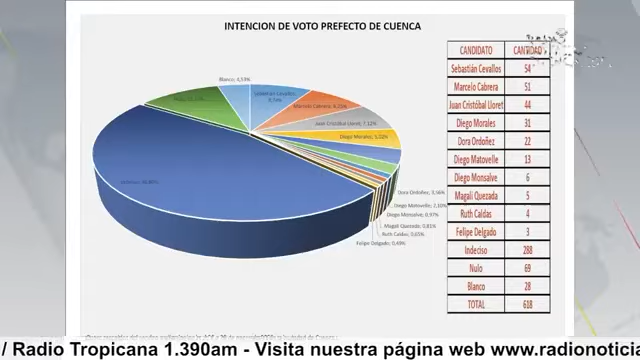 INTENCION DE VOTO PREFECTO DE CUENCA
Blanco; 4,53%
Marcelo Cabrera; 8,25%
Juan Cristóbal Lloret; 7,12%
Diego Morales; 5,02%
Dora Ordoñez; 3,56%
Diego Matovelle; 2,10%
Diego Monsalve; 0,97%
Magali Quezada; 0,81%
Ruth Caldas; 0,65%
Felipe Delgado; 0,49%
CANDIDATO CANTIDAD
Sebastián Cevallos 54
Marcelo Cabrera 51
Juan Cristóbal Lloret 44
Diego Morales 31
Dora Ordoñez 22
Diego Matovelle 13
Diego Monsalve 6
Magali Quezada 5
Ruth Caldas 4
Felipe Delgado 3
Indeciso 288
Nulo 69
Blanco 28
TOTAL 618
/ Radio Tropicana 1.390am - Visita nuestra página web www.radionoticia